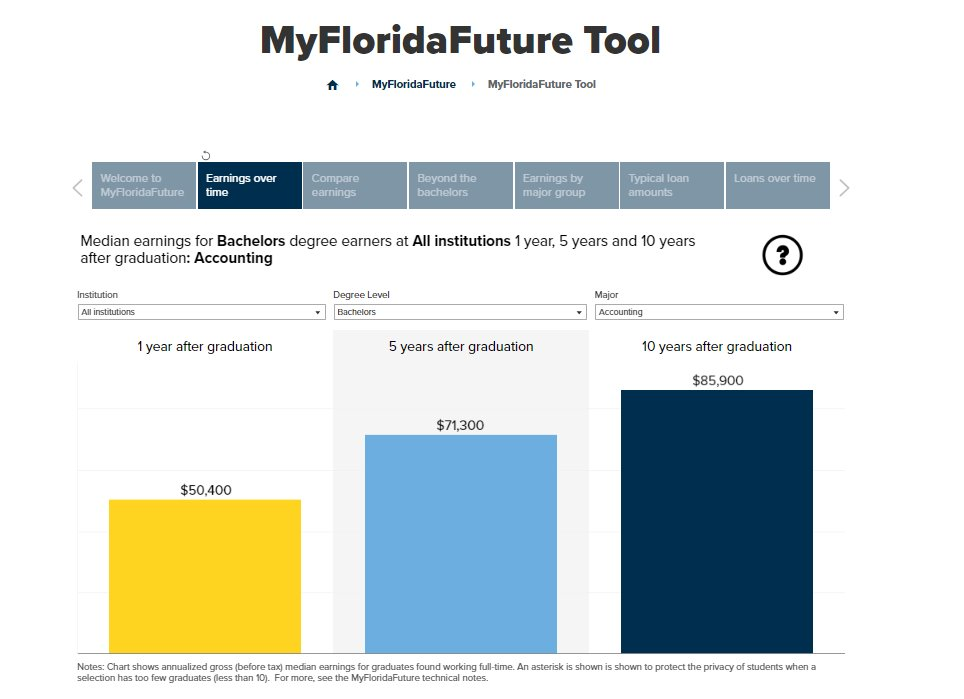 MyFloridaFuture Tool
MyFloridaFuture
MyFloridaFuture Tool
Welcome to
MyFloridaFuture
Earnings over
time
Compare
earnings
Beyond the
bachelors
Earnings by
major group
Typical loan
amounts
Loans over time
Median earnings for Bachelors degree earners at All institutions 1 year, 5 years and 10 years
after graduation: Accounting
?
Institution
Degree Level
Major
All institutions
Bachelors
Accounting
1 year after graduation
5 years after graduation
10 years after graduation
$50,400
$71,300
$85,900
Notes: Chart shows annualized gross (before tax) median earnings for graduates found working full-time. An asterisk is shown is shown to protect the privacy of students when a
selection has too few graduates (less than 10). For more, see the MyFloridaFuture technical notes.